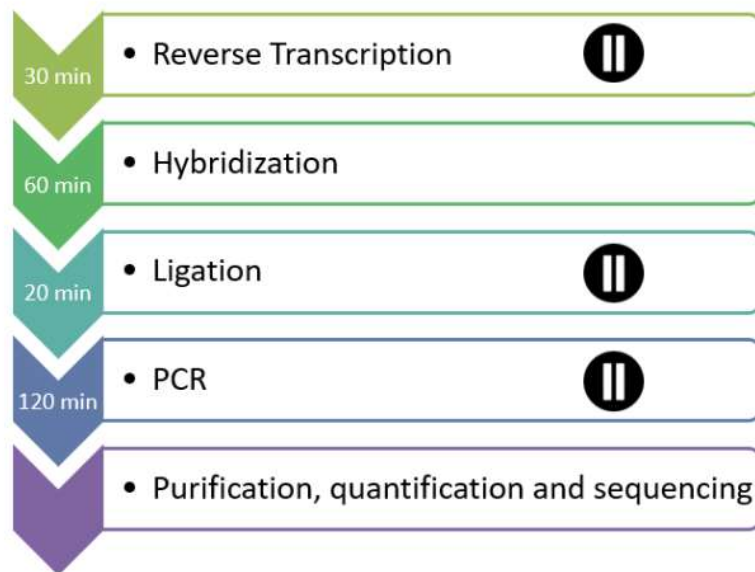 30 min
• Reverse Transcription
60 min
• Hybridization
20 min
• Ligation
120 min
• PCR
• Purification, quantification and sequencing